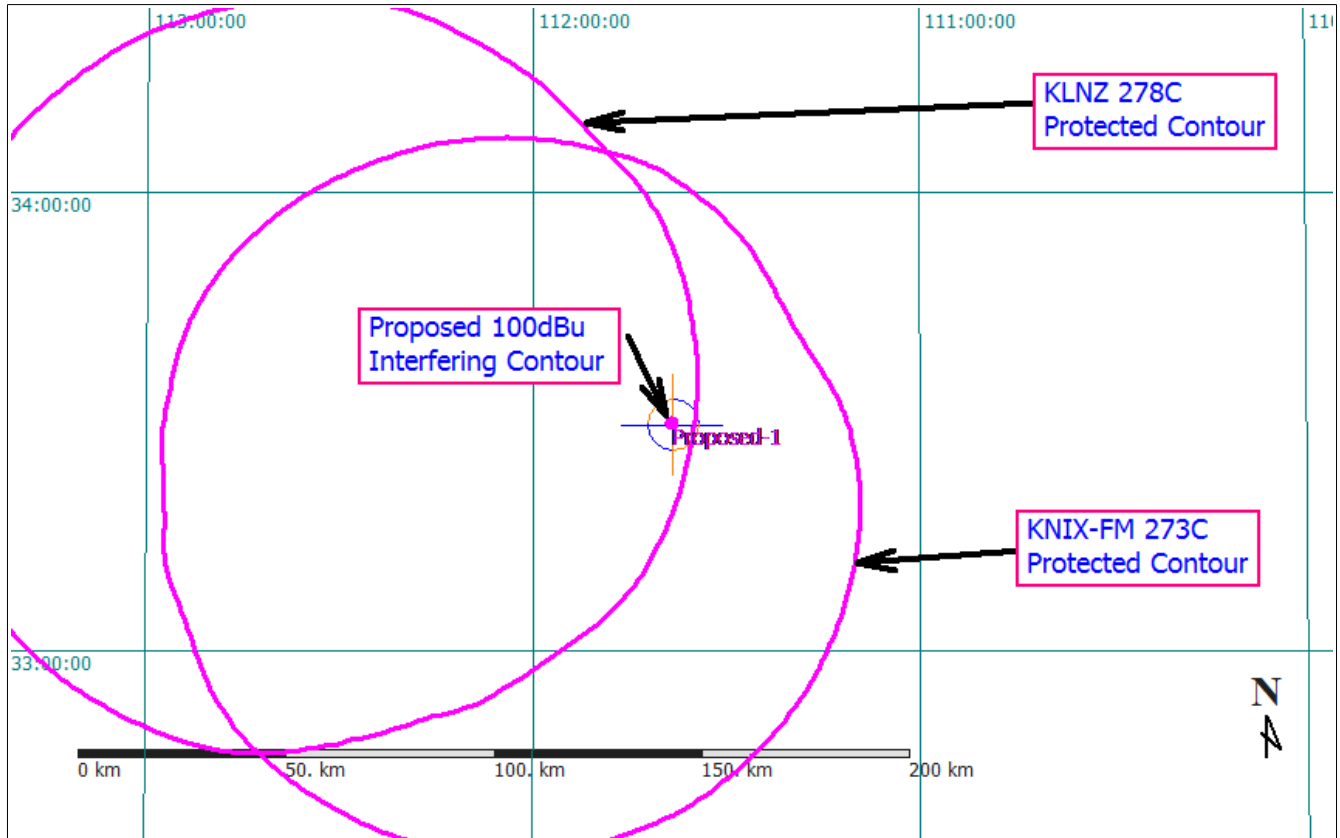 113:00:00
112:00:00
111:00:00
110
KLNZ 278C
Protected Contour
34:00:00
Proposed 100dBu
Interfering Contour
Proposed-1
KNIX-FM 273C
Protected Contour
33:00:00
N
0 km
50. km
100. km
150. km
200 km